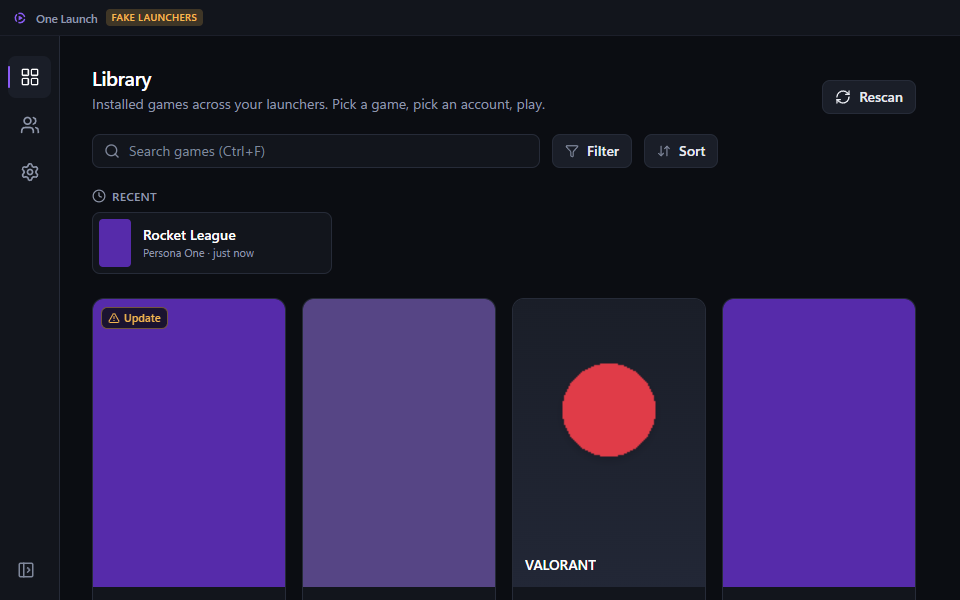 One Launch FAKE LAUNCHERS
Library
Installed games across your launchers. Pick a game, pick an account, play.
Rescan
Search games (Ctrl+F)
Filter
Sort
RECENT
Rocket League
Persona One · just now
Update
VALORANT